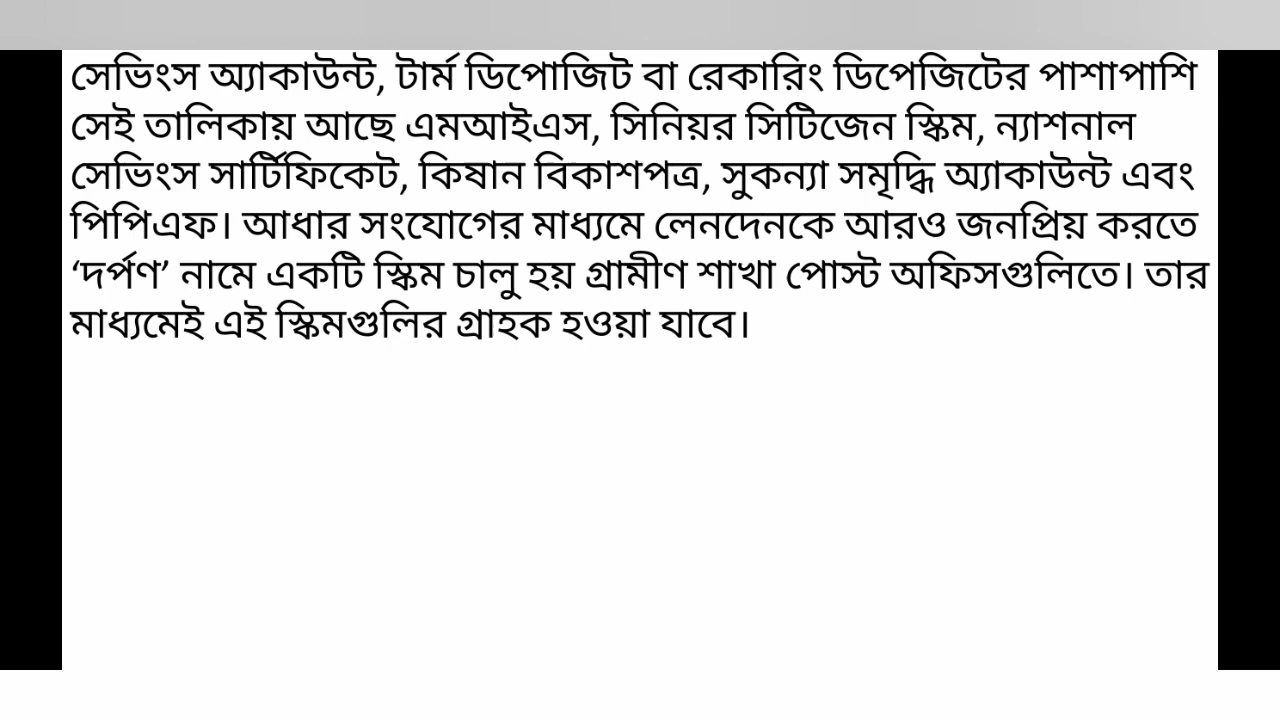 সেভিংস অ্যাকাউন্ট, টার্ম ডিপোজিট বা রেকারিং ডিপেজিটের পাশাপাশি
সেই তালিকায় আছে এমআইএস, সিনিয়র সিটিজেন স্কিম, ন্যাশনাল
সেভিংস সার্টিফিকেট, কিষান বিকাশপত্র, সুকন্যা সমৃদ্ধি অ্যাকাউন্ট এবং
পিপিএফ। আধার সংযোগের মাধ্যমে লেনদেনকে আরও জনপ্রিয় করতে
‘দর্পণ’ নামে একটি স্কিম চালু হয় গ্রামীণ শাখা পোস্ট অফিসগুলিতে। তার
মাধ্যমেই এই স্কিমগুলির গ্রাহক হওয়া যাবে।